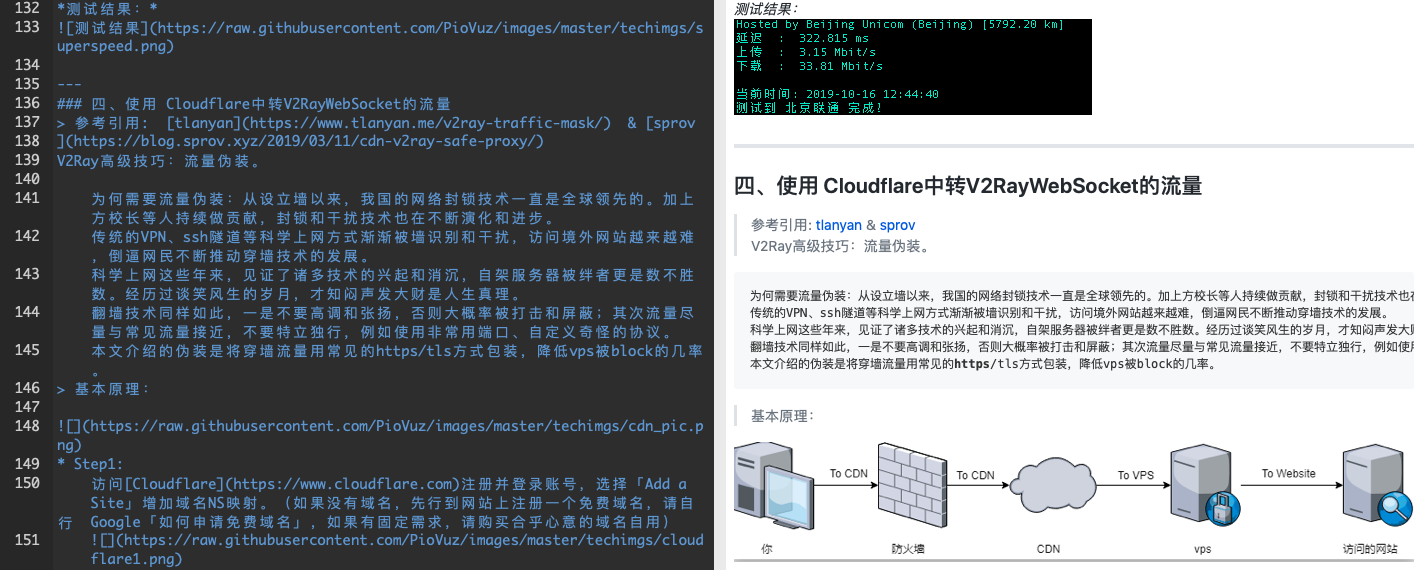 132 *测试结果：*
133 ![测试结果](https://raw.githubusercontent.com/PioVuz/images/master/techimgs/s
uperspeed.png)
134
135 ---
136 ### 四、使用 Cloudflare中转V2RayWebSocket的流量
137 > 参考引用： [tlanyan](https://www.tlanyan.me/v2ray-traffic-mask/) & [sprov
138 ](https://blog.sprov.xyz/2019/03/11/cdn-v2ray-safe-proxy/)
139 V2Ray高级技巧：流量伪装。
140
141 为何需要流量伪装：从设立墙以来，我国的网络封锁技术一直是全球领先的。加上
方校长等人持续做贡献，封锁和干扰技术也在不断演化和进步。
142 传统的VPN、ssh隧道等科学上网方式渐渐被墙识别和干扰，访问境外网站越来越难
，倒逼网民不断推动穿墙技术的发展。
143 科学上网这些年来，见证了诸多技术的兴起和消沉，自架服务器被绊者更是数不胜
数。经历过谈笑风生的岁月，才知闷声发大财是人生真理。
144 翻墙技术同样如此，一是不要高调和张扬，否则大概率被打击和屏蔽；其次流量尽
量与常见流量接近，不要特立独行，例如使用非常用端口、自定义奇怪的协议。
145 本文介绍的伪装是将穿墙流量用常见的https/tls方式包装，降低vps被block的几率
。
146 > 基本原理：
147
148 ![](https://raw.githubusercontent.com/PioVuz/images/master/techimgs/cdn_pic.p
ng)
149 * Step1:
150 访问[Cloudflare](https://www.cloudflare.com)注册并登录账号，选择「Add a
Site」增加域名NS映射。（如果没有域名，先行到网站上注册一个免费域名，请自
行 Google「如何申请免费域名」，如果有固定需求，请购买合乎心意的域名自用）
151 ![](https://raw.githubusercontent.com/PioVuz/images/master/techimgs/cloud
flare1.png)
测试结果：
Hosted by Beijing Unicom (Beijing) [5792.20 km]
延迟 : 322.815 ms
上传 : 3.15 Mbit/s
下载 : 33.81 Mbit/s
当前时间: 2019-10-16 12:44:40
测试到 北京联通 完成!
四、使用 Cloudflare中转V2RayWebSocket的流量
参考引用: tlanyan & sprov
V2Ray高级技巧：流量伪装。
为何需要流量伪装：从设立墙以来，我国的网络封锁技术一直是全球领先的。加上方校长等人持续做贡献，封锁和干扰技术也在
传统的VPN、ssh隧道等科学上网方式渐渐被墙识别和干扰，访问境外网站越来越难，倒逼网民不断推动穿墙技术的发展。
科学上网这些年来，见证了诸多技术的兴起和消沉，自架服务器被绊者更是数不胜数。经历过谈笑风生的岁月，才知闷声发大财
翻墙技术同样如此，一是不要高调和张扬，否则大概率被打击和屏蔽；其次流量尽量与常见流量接近，不要特立独行，例如使用
本文介绍的伪装是将穿墙流量用常见的https/tls方式包装，降低vps被block的几率。
基本原理：
To CDN
To CDN
To VPS
To Website
你
防火墙
CDN
vps
访问的网站